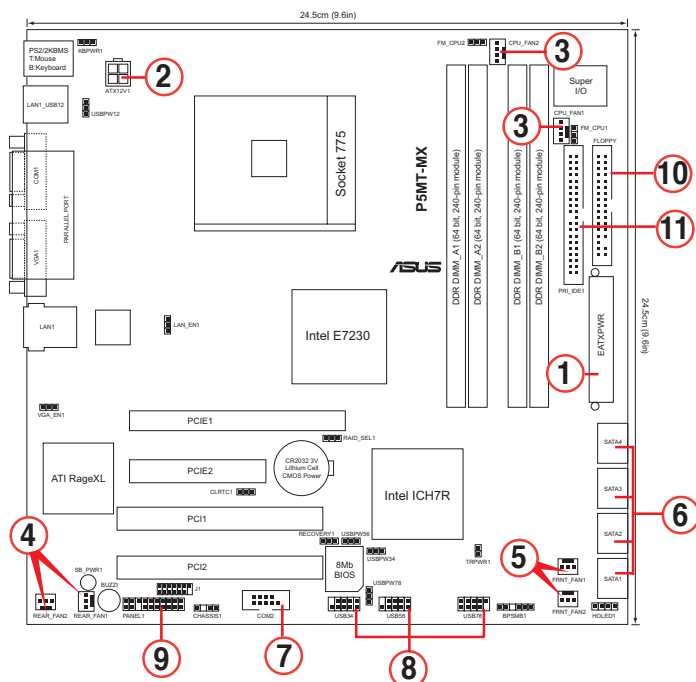 24.5cm (9.6in)
PS2/2KBMS
T:Mouse
B:Keyboard
KBPWR1
ATX12V1
2
FM_CPU2
CPU_FAN2
3
Super
I/O
LAN1_USB12
USBPW12
CPU_FAN1
3
FM_CPU1
FLOPPY
10
COM1
PARALLEL PORT
VGA1
Socket 775
P5MT-MX
ASUS
DDR DIMM_A1 (64 bit, 240-pin module)
DDR DIMM_A2 (64 bit, 240-pin module)
DDR DIMM_B1 (64 bit, 240-pin module)
DDR DIMM_B2 (64 bit, 240-pin module)
11
PRI_IDE1
24.5cm (9.6in)
LAN1
LAN_EN1
Intel E7230
EATXPWR
1
VGA_EN1
PCIE1
RAID_SEL1
ATI RageXL
PCIE2
CR2032 3V
Lithium Cell
CMOS Power
CLRTC1
Intel ICH7R
SATA4
SATA3
SATA2
SATA1
6
PCI1
RECOVERY1
USBPW56
USBPW34
TRPWR1
4
PCI2
8Mb
BIOS
5
FRNT_FAN1
SB_PWR1
BUZZI
J1
USBPW78
REAR_FAN2
REAR_FAN1
PANEL1
CHASSIS1
COM2
USB34
USB56
USB78
BPSMB1
FRNT_FAN2
HOLED1
9
7
8